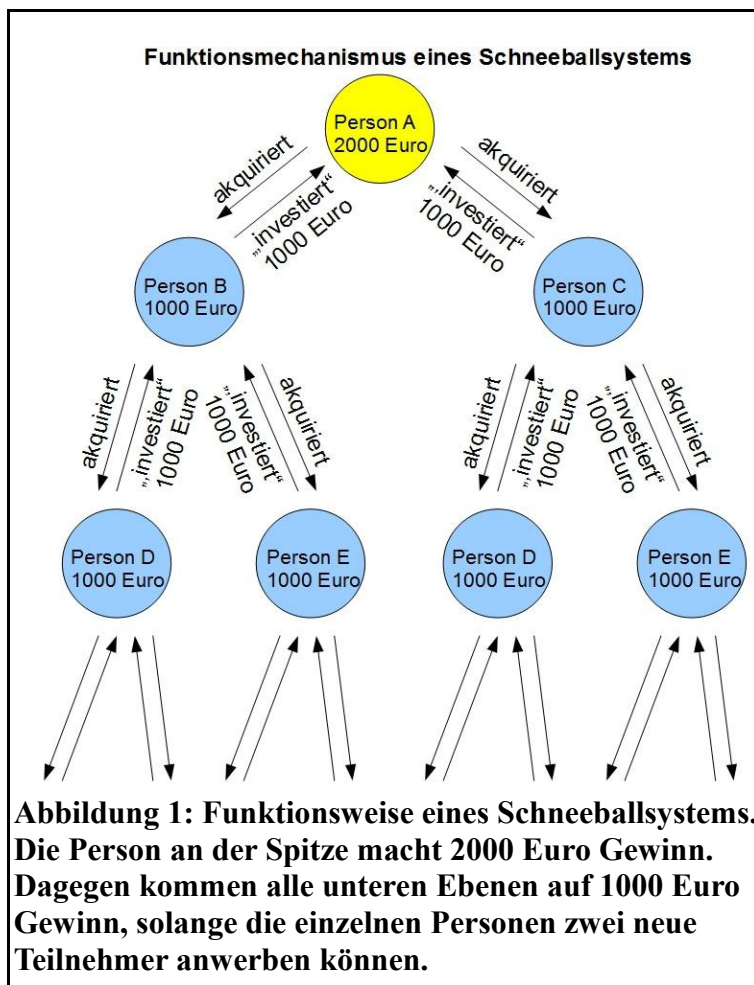 Funktionsmechanismus eines Schneeballsystems
Person A
2000 Euro
akquiriert
„„investiert“
1000 Euro
akquiriert
„„investiert“
1000 Euro
Person B
1000 Euro
Person C
1000 Euro
akquiriert
„„investiert“
1000 Euro
„„investiert“
1000 Euro
akquiriert
akquiriert
„„investiert“
1000 Euro
„„investiert“
1000 Euro
akquiriert
Person D
1000 Euro
Person E
1000 Euro
Person D
1000 Euro
Person E
1000 Euro
Abbildung 1: Funktionsweise eines Schneeballsystems.
Die Person an der Spitze macht 2000 Euro Gewinn.
Dagegen kommen alle unteren Ebenen auf 1000 Euro
Gewinn, solange die einzelnen Personen zwei neue
Teilnehmer anwerben können.